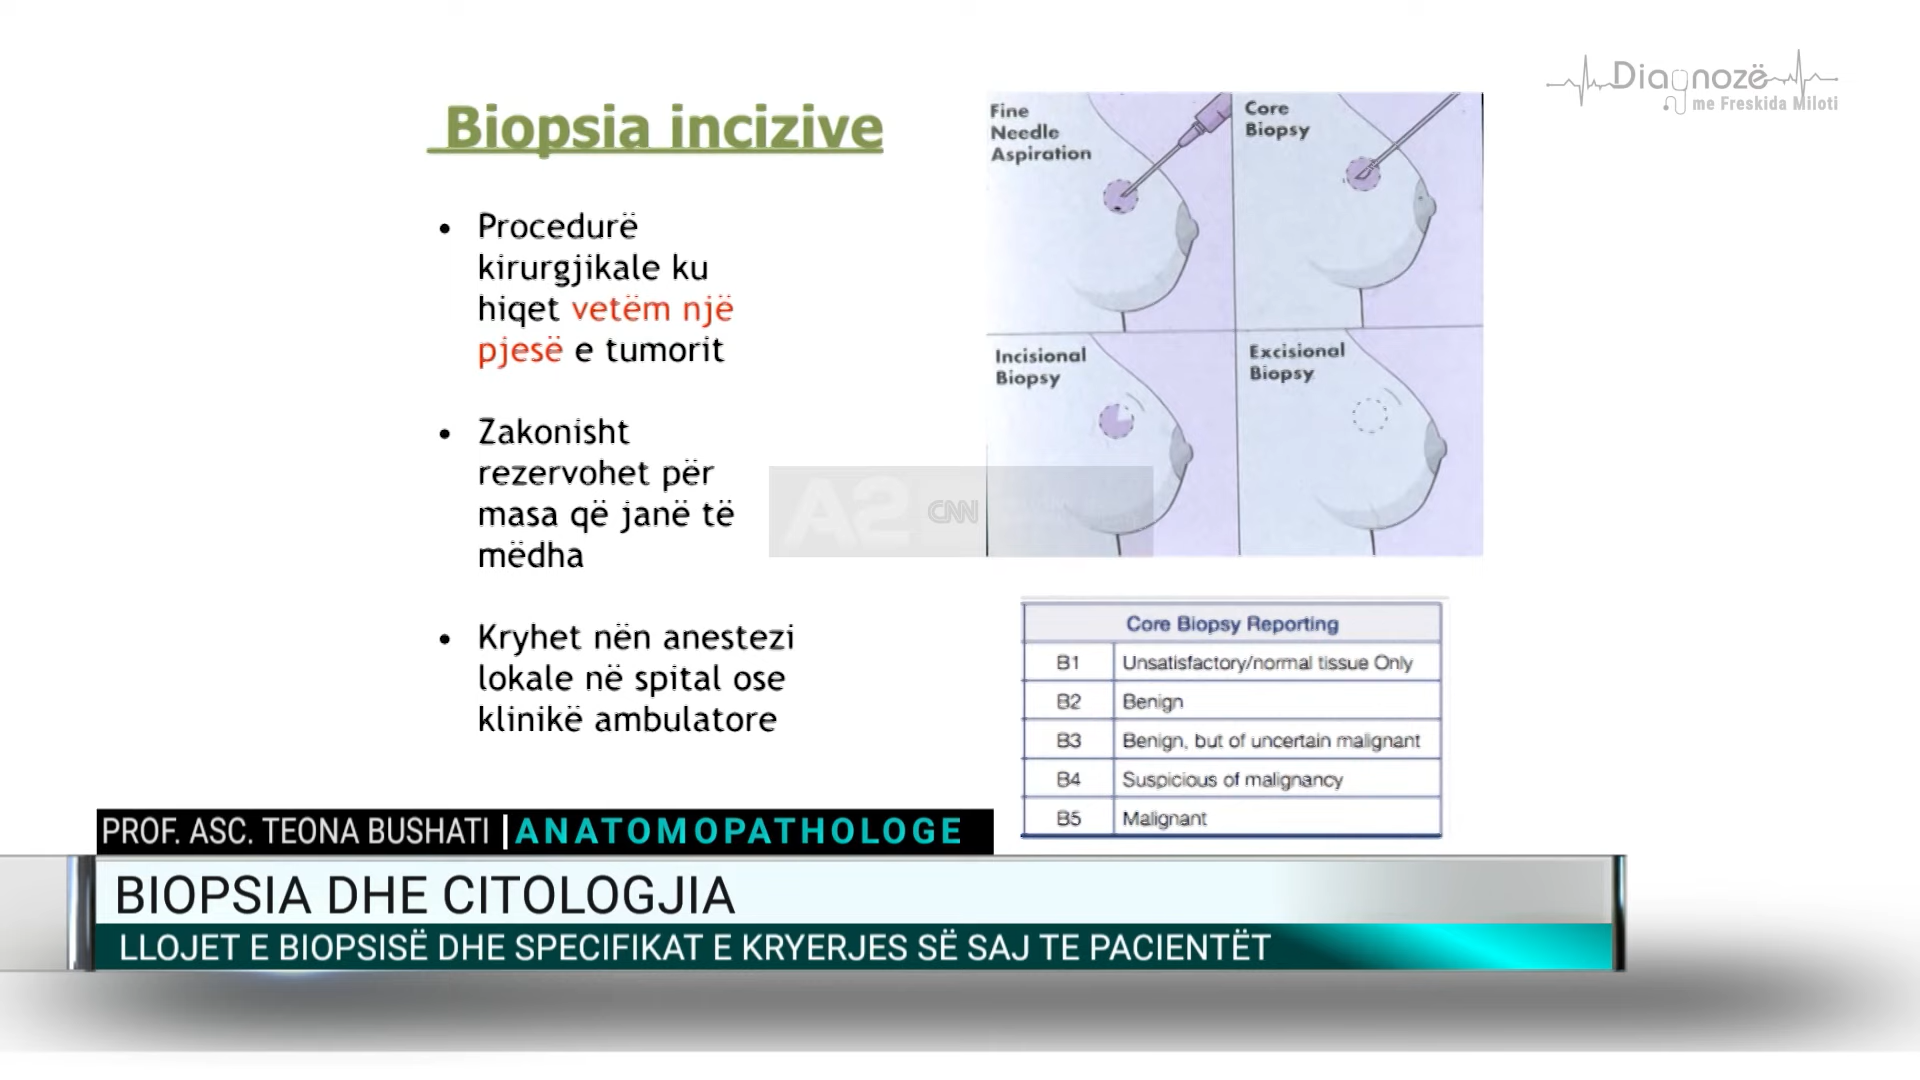 Diagnozë
me Freskida Miloti
Biopsia incizive
• Procedurë
kirurgjikale ku
hiqet vetëm një
pjesë e tumorit
• Zakonisht
rezervohet për
masa që janë të
mëdha
• Kryhet nën anestezi
lokale në spital ose
klinikë ambulatore
Fine
Needle
Aspiration
Core
Biopsy
Incisional
Biopsy
Excisional
Biopsy
A2 CNN
Core Biopsy Reporting
B1 Unsatisfactory/normal tissue Only
B2 Benign
B3 Benign, but of uncertain malignant
B4 Suspicious of malignancy
B5 Malignant
PROF. ASC. TEONA BUSHATI | ANATOMOPATHOLOGE
BIOPSIA DHE CITOLOGJIA
LLOJET E BIOPSISË DHE SPECIFIKAT E KRYERJES SË SAJ TE PACIENTËT